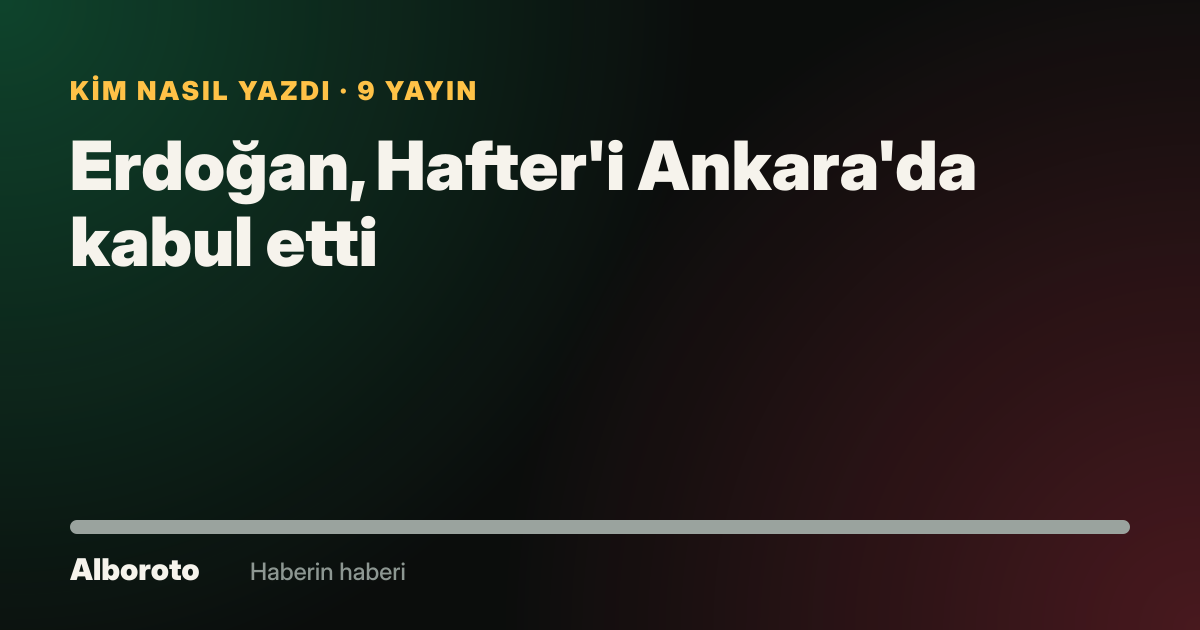 KİM NASIL YAZDI · 9 YAYIN
Erdoğan, Hafter'i Ankara'da
kabul etti
Alboroto
Haberin haberi